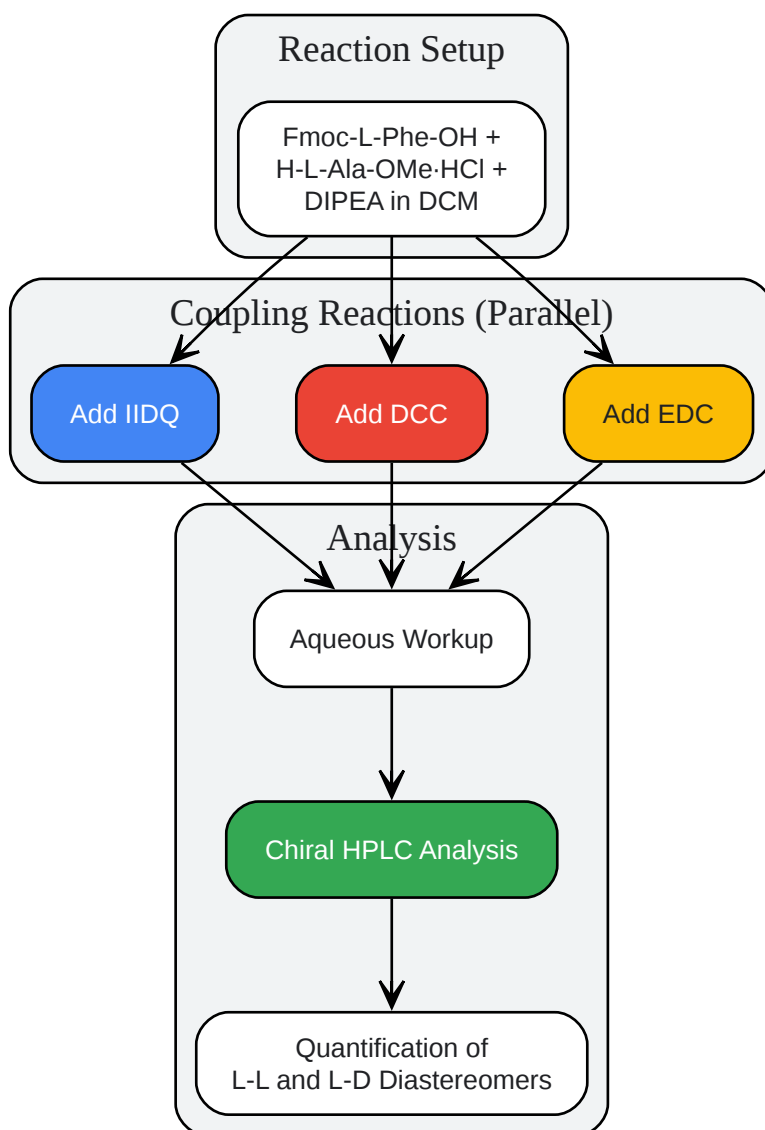 Reaction Setup
Fmoc-L-Phe-OH +
H-L-Ala-OMe·HCl +
DIPEA in DCM
Coupling Reactions (Parallel)
Add IIDQ
Add DCC
Add EDC
Analysis
Aqueous Workup
Chiral HPLC Analysis
Quantification of
L-L and L-D Diastereomers